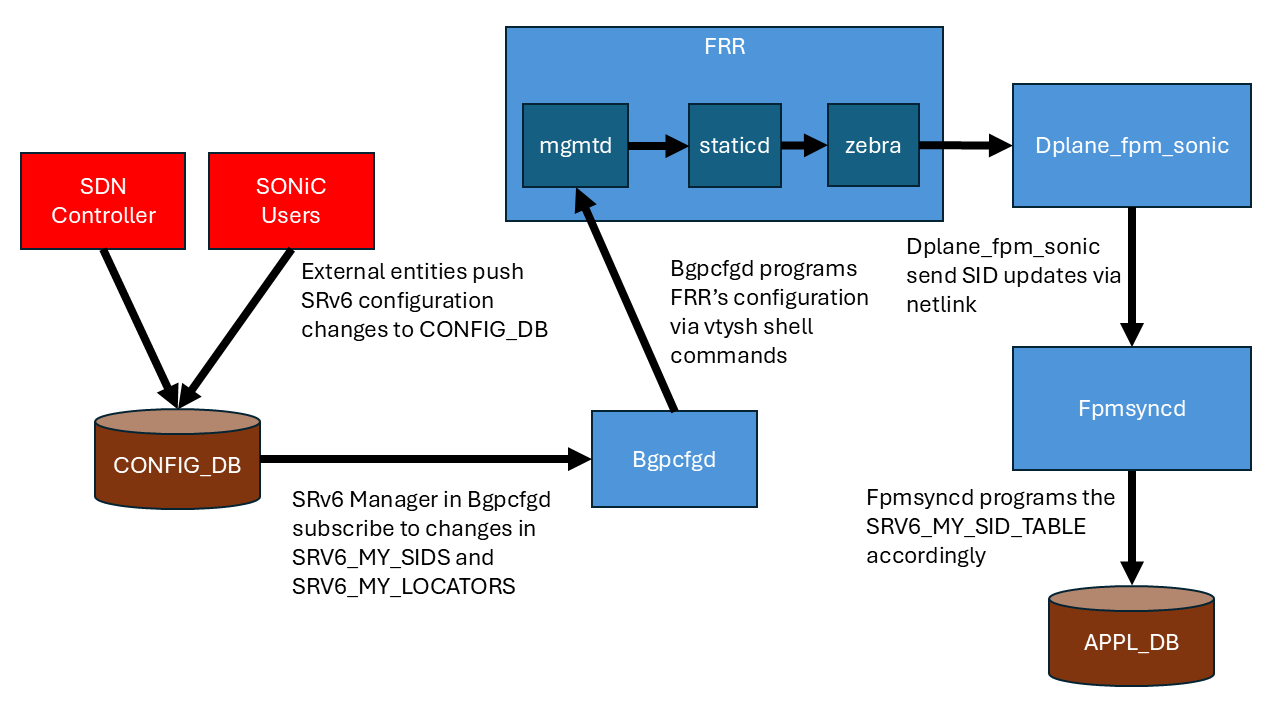 FRR
mgmtd
staticd
zebra
Dplane_fpm_sonic
SDN
Controller
SONiC
Users
External entities push
SRv6 configuration
changes to CONFIG_DB
Bgpcfgd programs
FRR’s configuration
via vtysh shell
commands
Dplane_fpm_sonic
send SID updates via
netlink
CONFIG_DB
Bgpcfgd
Fpmsyncd
SRv6 Manager in Bgpcfgd
subscribe to changes in
SRV6_MY_SIDS and
SRV6_MY_LOCATORS
Fpmsyncd programs the
SRV6_MY_SID_TABLE
accordingly
APPL_DB